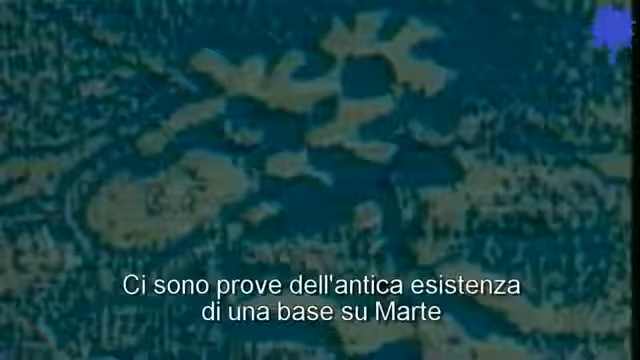 Ci sono prove dell'antica esistenza
di una base su Marte